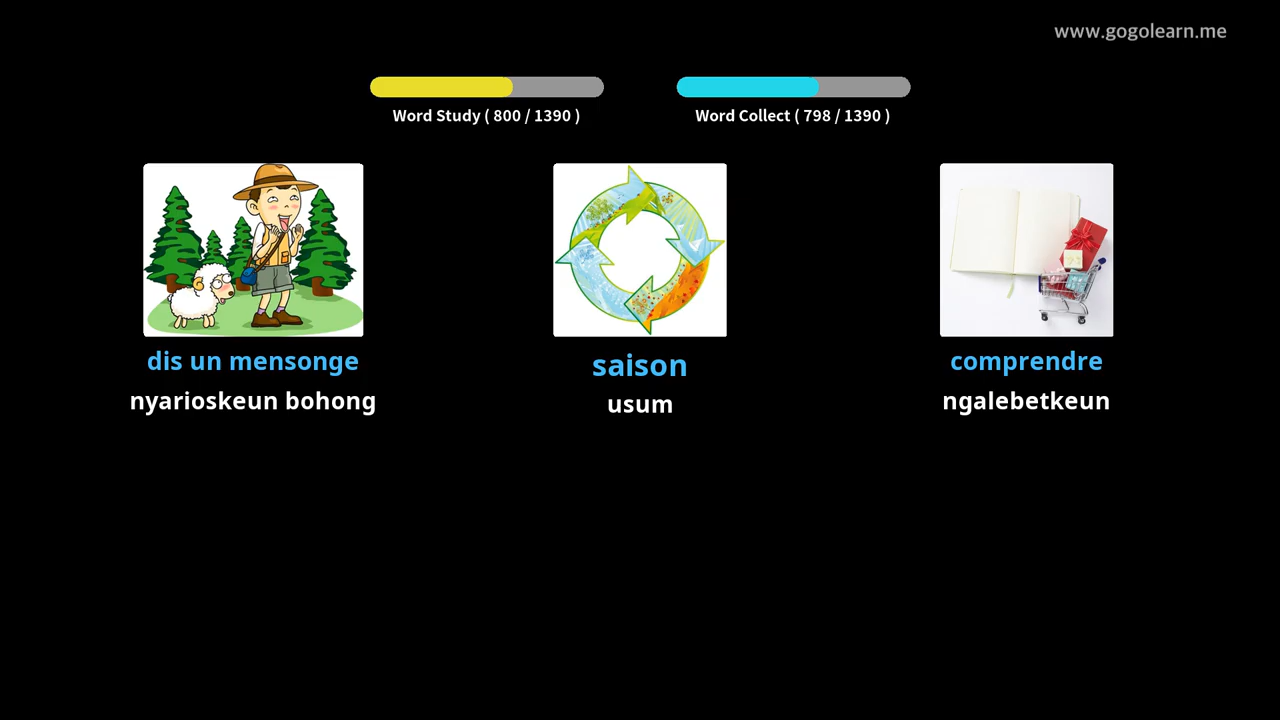 www.gogolearn.me
Word Study ( 800 / 1390 )
Word Collect ( 798 / 1390 )
dis un mensonge
nyarioskeun bohong
saison
usum
comprendre
ngalebetkeun